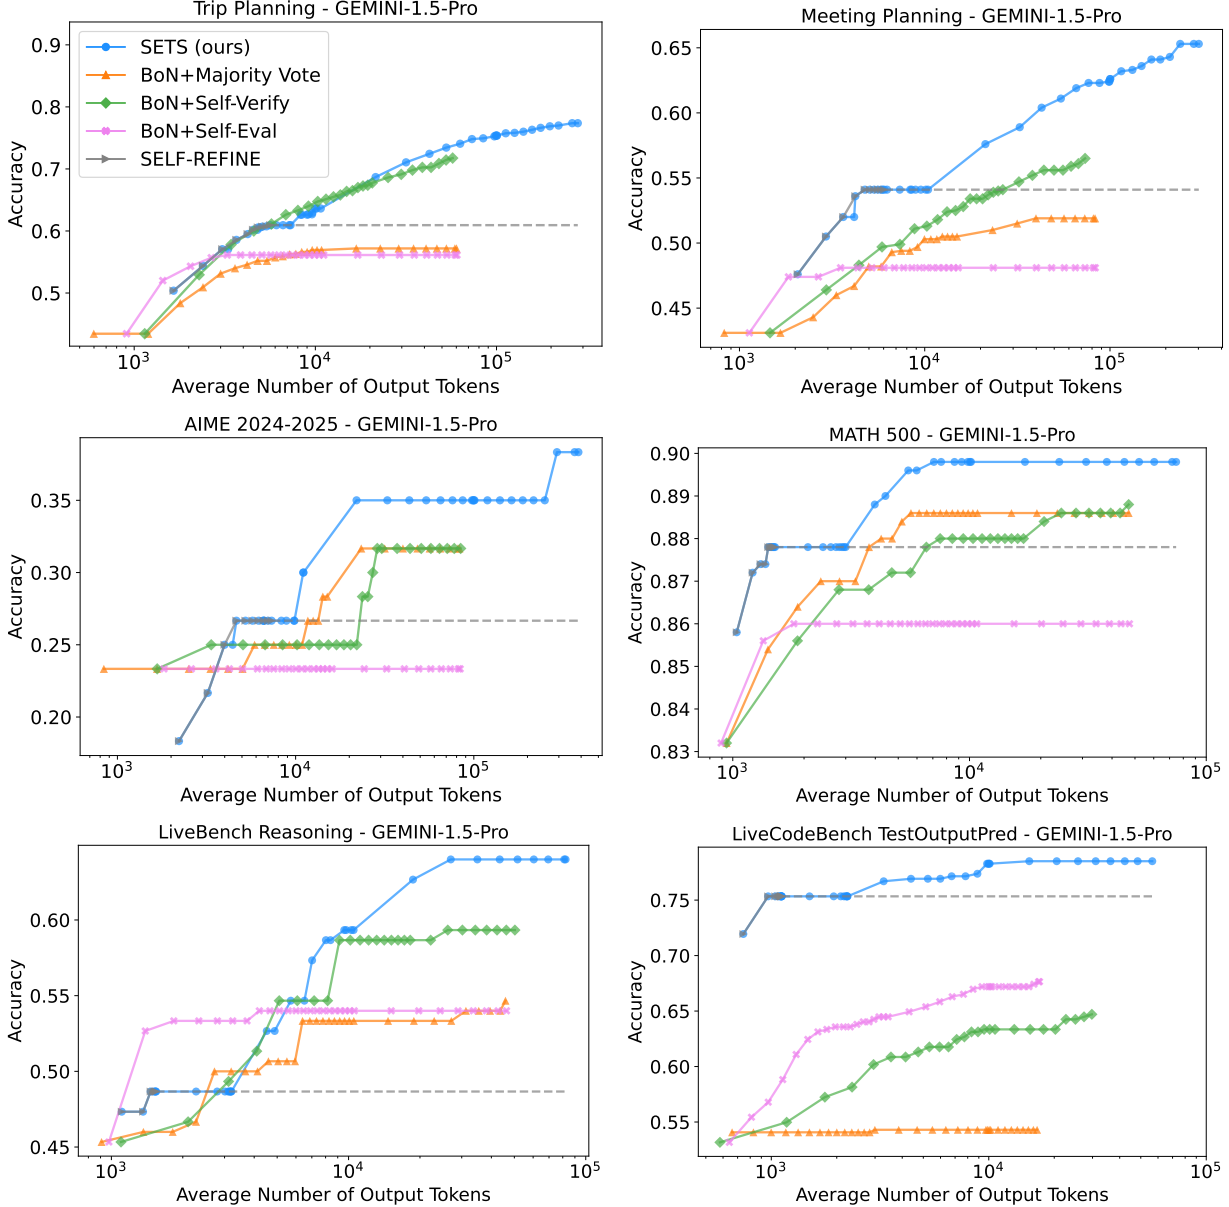 Trip Planning - GEMINI-1.5-Pro
SETS (ours)
BoN+Majority Vote
BoN+Self-Verify
BoN+Self-Eval
SELF-REFINE
Accuracy
0.9
0.8
0.7
0.6
0.5
10³ 10⁴ 10⁵
Average Number of Output Tokens
Meeting Planning - GEMINI-1.5-Pro
Accuracy
0.65
0.60
0.55
0.50
0.45
10³ 10⁴ 10⁵
Average Number of Output Tokens
AIME 2024-2025 - GEMINI-1.5-Pro
Accuracy
0.35
0.30
0.25
0.20
10³ 10⁴ 10⁵
Average Number of Output Tokens
MATH 500 - GEMINI-1.5-Pro
Accuracy
0.90
0.89
0.88
0.87
0.86
0.85
0.84
0.83
10³ 10⁴ 10⁵
Average Number of Output Tokens
LiveBench Reasoning - GEMINI-1.5-Pro
Accuracy
0.60
0.55
0.50
0.45
10³ 10⁴ 10⁵
Average Number of Output Tokens
LiveCodeBench TestOutputPred - GEMINI-1.5-Pro
Accuracy
0.75
0.70
0.65
0.60
0.55
10³ 10⁴ 10⁵
Average Number of Output Tokens